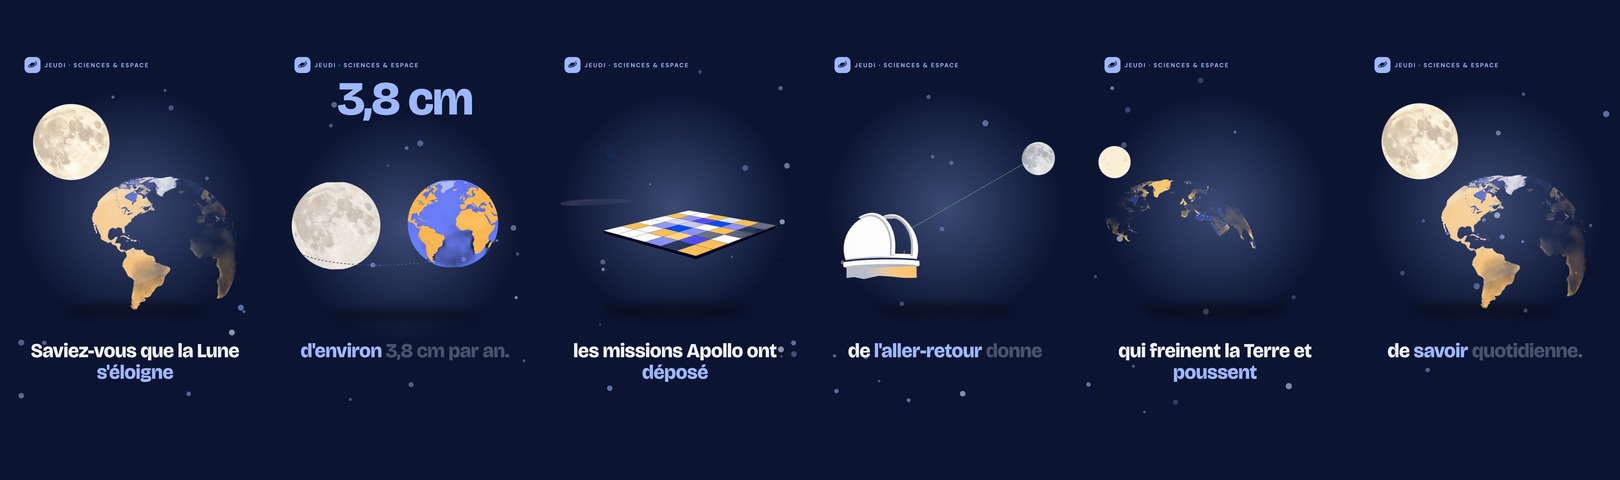 JEUDI · SCIENCES & ESPACE
Saviez-vous que la Lune
s'éloigne
JEUDI · SCIENCES & ESPACE
3,8 cm
d'environ 3,8 cm par an.
JEUDI · SCIENCES & ESPACE
les missions Apollo ont
déposé
JEUDI · SCIENCES & ESPACE
de l'aller-retour donne
JEUDI · SCIENCES & ESPACE
qui freinent la Terre et
poussent
JEUDI · SCIENCES & ESPACE
de savoir quotidienne.